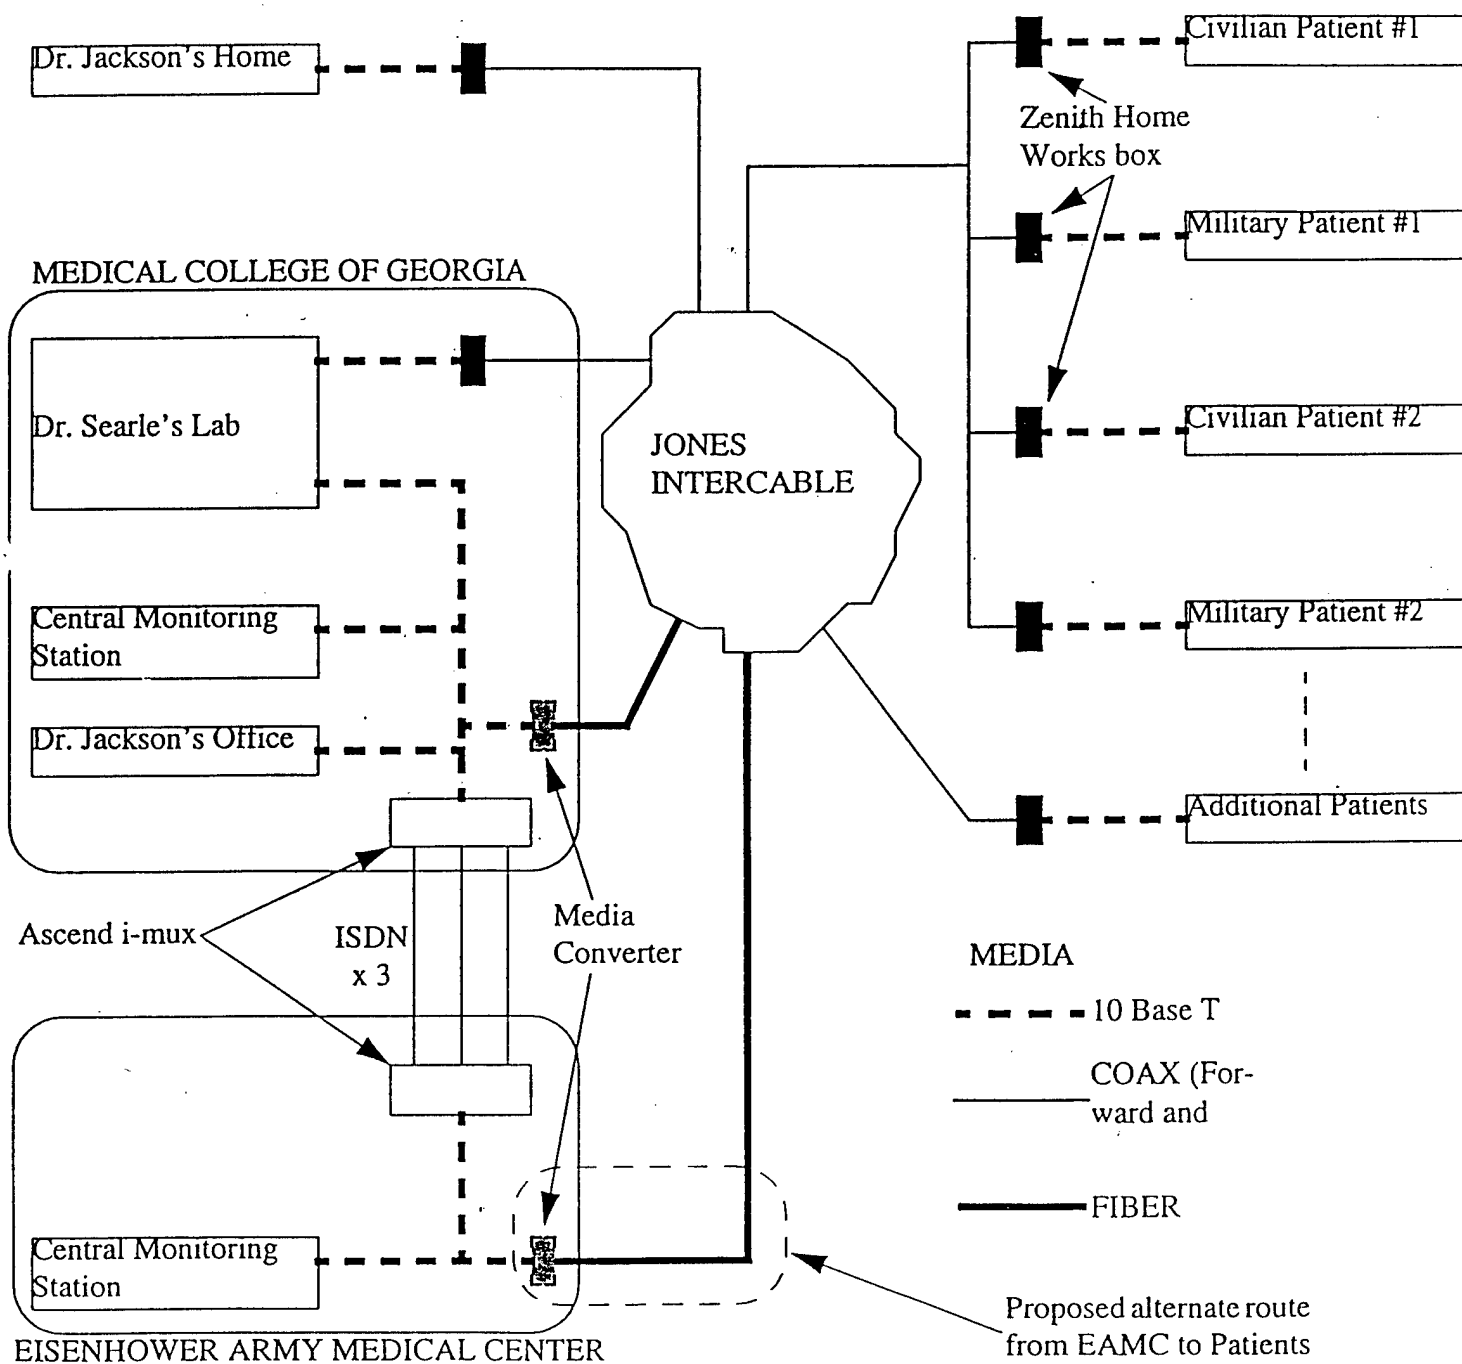 Dr. Jackson's Home
Civilian Patient #1
Zenith Home
Works box
Military Patient #1
MEDICAL COLLEGE OF GEORGIA
Dr. Searle's Lab
JONES
INTERCABLE
Civilian Patient #2
Central Monitoring
Station
Military Patient #2
Dr. Jackson's Office
Additional Patients
Ascend i-mux
ISDN
x 3
Media
Converter
MEDIA
10 Base T
COAX (For-
ward and
FIBER
Central Monitoring
Station
Proposed alternate route
from EAMC to Patients
EISENHOWER ARMY MEDICAL CENTER